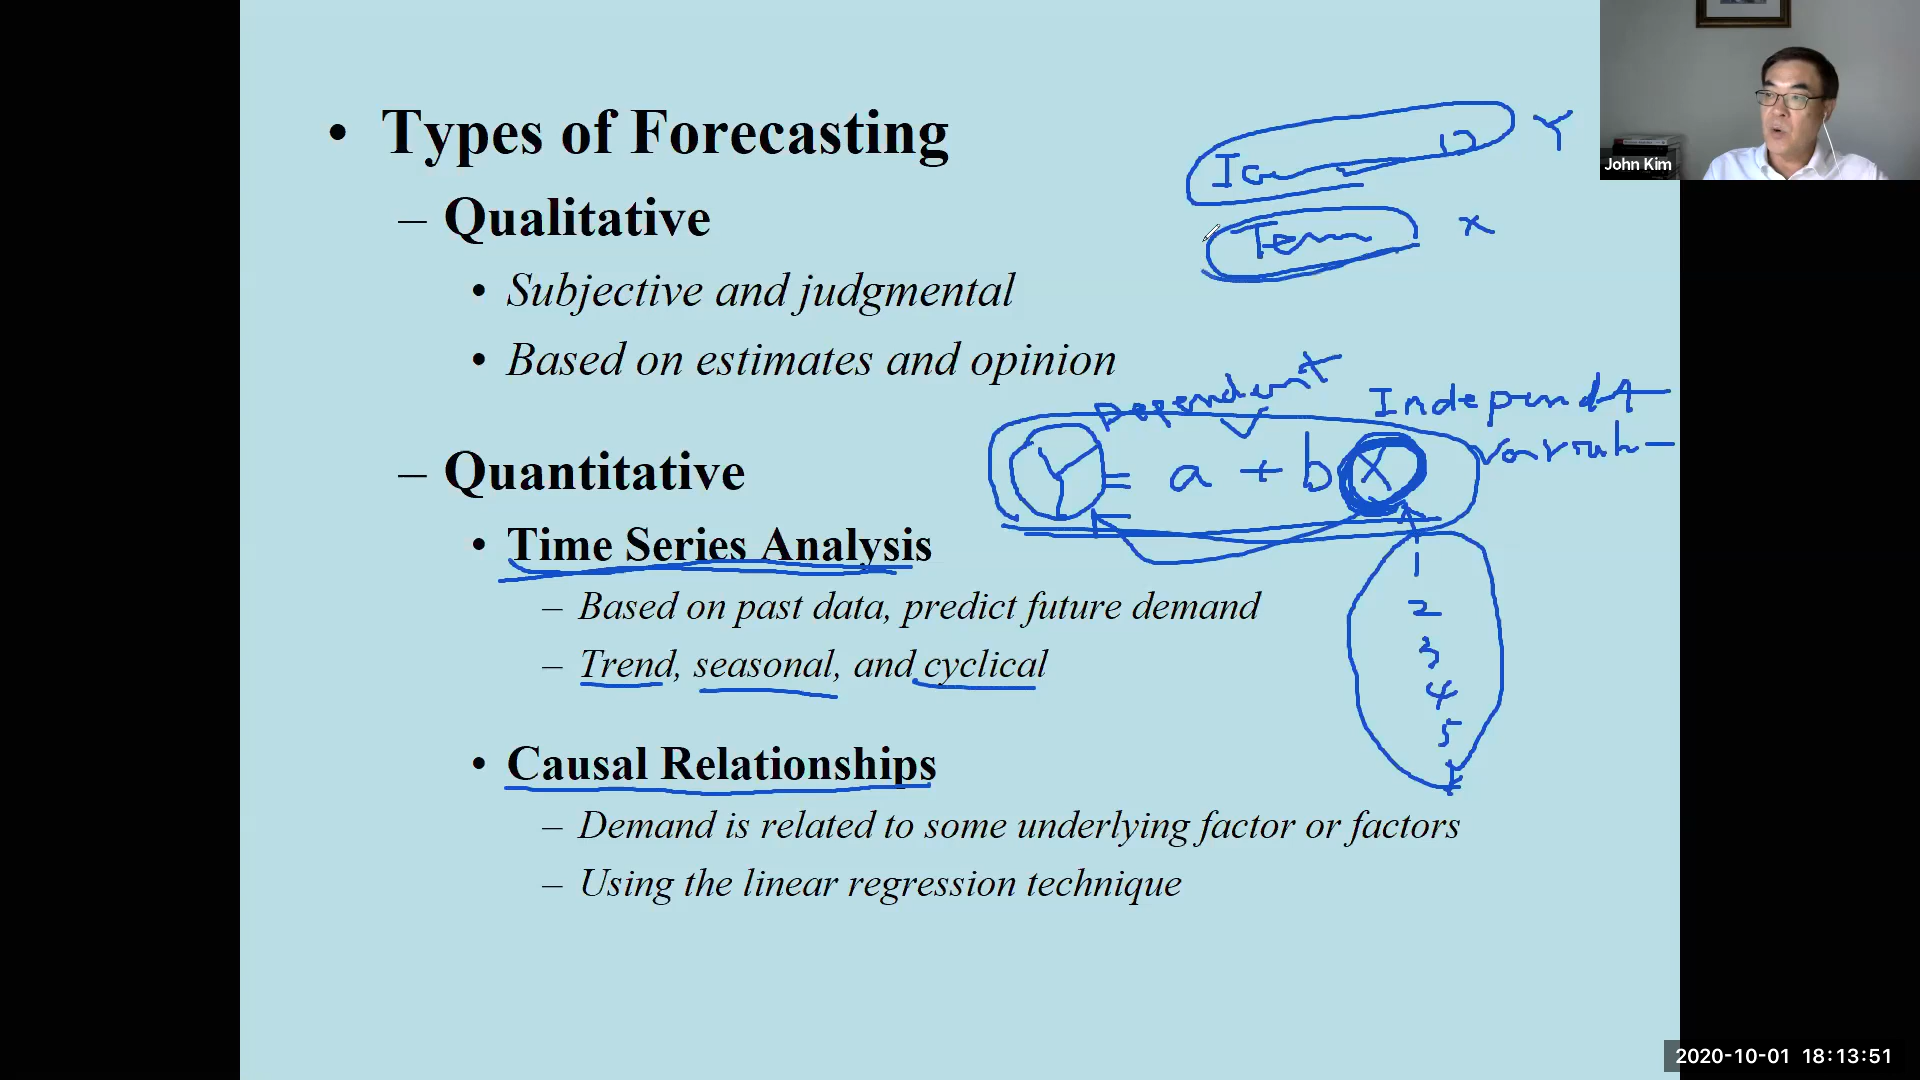 • Types of Forecasting
– Qualitative
• Subjective and judgmental
• Based on estimates and opinion
– Quantitative
• Time Series Analysis
– Based on past data, predict future demand
– Trend, seasonal, and cyclical
• Causal Relationships
– Demand is related to some underlying factor or factors
– Using the linear regression technique
Y
x
Dependent
Y = a + b X
1
2
3
4
5
John Kim
2020-10-01 18:13:51